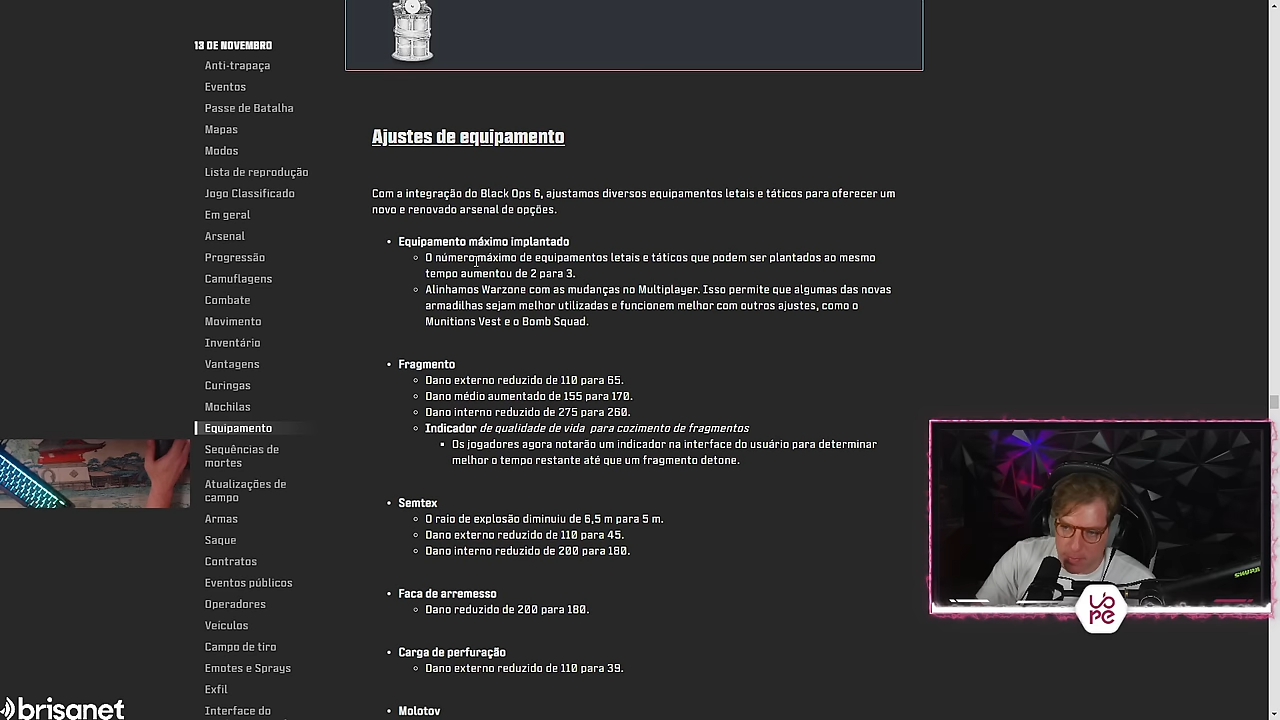 13 DE NOVEMBRO
Anti-trapaça
Eventos
Passe de Batalha
Mapas
Modos
Lista de reprodução
Jogo Classificado
Em geral
Arsenal
Progressão
Camuflagens
Combate
Movimento
Inventário
Vantagens
Curingas
Mochilas
Equipamento
Sequências de
mortes
Atualizações de
campo
Armas
Saque
Contratos
Eventos públicos
Operadores
Veículos
Campo de tiro
Emotes e Sprays
Exfil
Interface do
Ajustes de equipamento
Com a integração do Black Ops 6, ajustamos diversos equipamentos letais e táticos para oferecer um
novo e renovado arsenal de opções.
• Equipamento máximo implantado
O número máximo de equipamentos letais e táticos que podem ser plantados ao mesmo
tempo aumentou de 2 para 3.
Alinhamos Warzone com as mudanças no Multiplayer. Isso permite que algumas das novas
armadilhas sejam melhor utilizadas e funcionem melhor com outros ajustes, como o
Munitions Vest e o Bomb Squad.
• Fragmento
Dano externo reduzido de 110 para 65.
Dano médio aumentado de 155 para 170.
Dano interno reduzido de 275 para 260.
Indicador de qualidade de vida para cozimento de fragmentos
Os jogadores agora notarão um indicador na interface do usuário para determinar
melhor o tempo restante até que um fragmento detone.
• Semtex
O raio de explosão diminuiu de 6,5 m para 5 m.
Dano externo reduzido de 110 para 45.
Dano interno reduzido de 200 para 180.
• Faca de arremesso
Dano reduzido de 200 para 180.
• Carga de perfuração
Dano externo reduzido de 110 para 39.
• Molotov
SHURE
brisanet